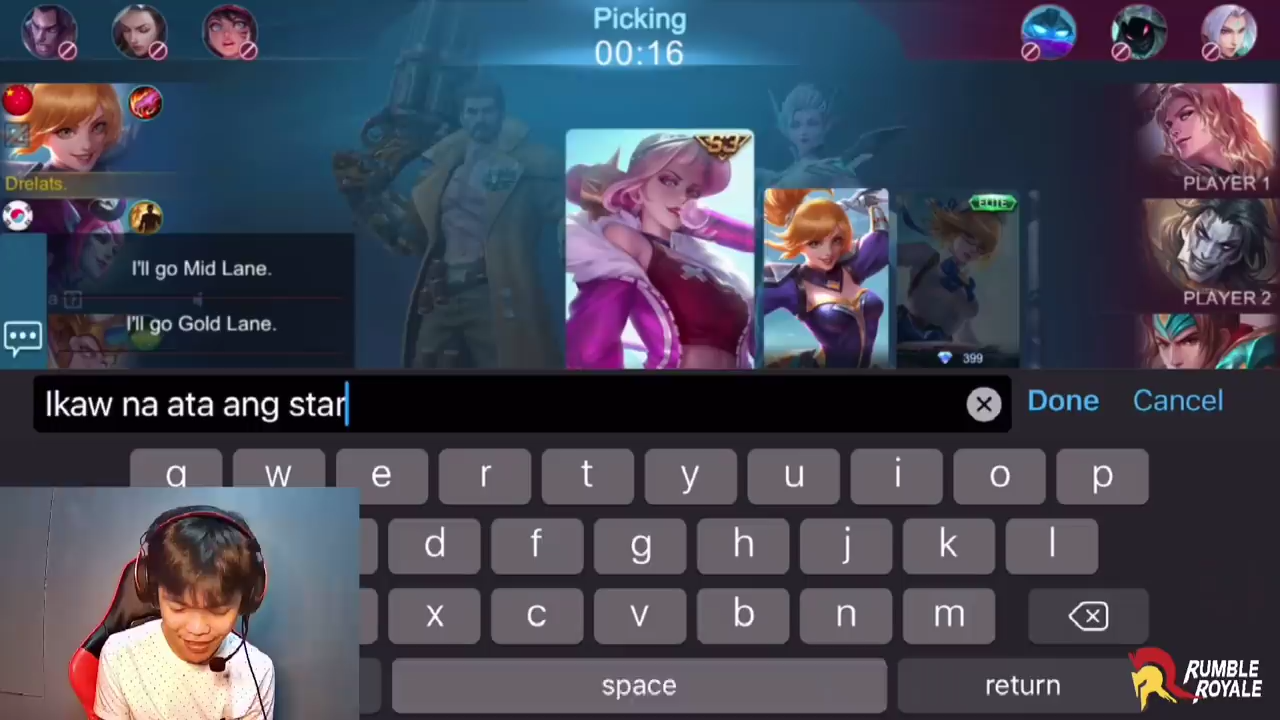 Picking
00:16
S3
ELITE
Drelats.
PLAYER 1
I'll go Mid Lane.
PLAYER 2
I'll go Gold Lane.
399
Ikaw na ata ang star
Done
Cancel
q w e r t y u i o p
d f g h j k l
x c v b n m
space
return
RUMBLE
ROYALE